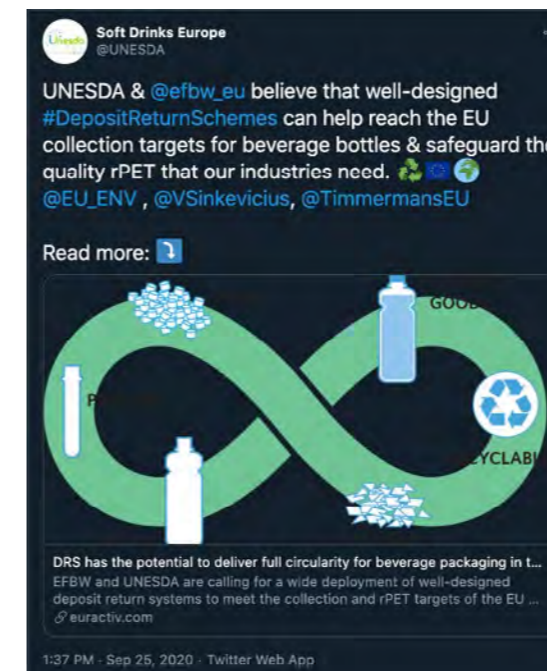 Soft Drinks Europe
@UNESDA
UNESDA & @efbw_eu believe that well-designed
#DepositReturnSchemes can help reach the EU
collection targets for beverage bottles & safeguard the
quality rPET that our industries need.
@EU_ENV , @VSinkevicius, @TimmermansEU
Read more:
GOOD
YCLABL
DRS has the potential to deliver full circularity for beverage packaging in t...
EFBW and UNESDA are calling for a wide deployment of well-designed
deposit return systems to meet the collection and rPET targets of the EU ...
euractiv.com
1:37 PM · Sep 25, 2020 · Twitter Web App